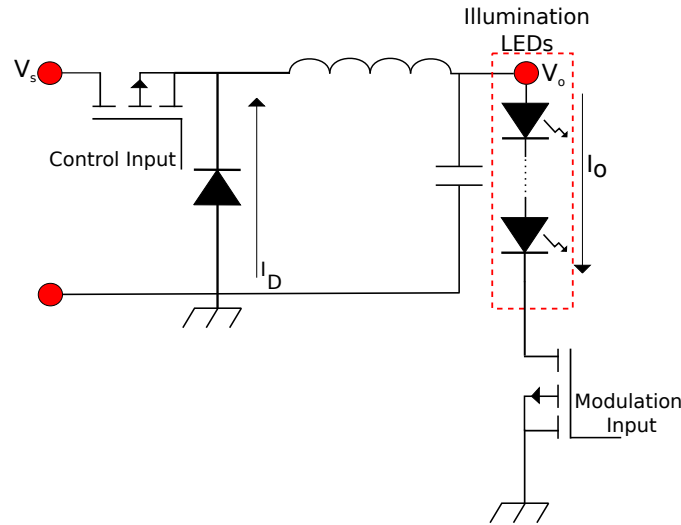 Illumination
LEDs
Vs
Vo
Control Input
Io
ID
Modulation
Input